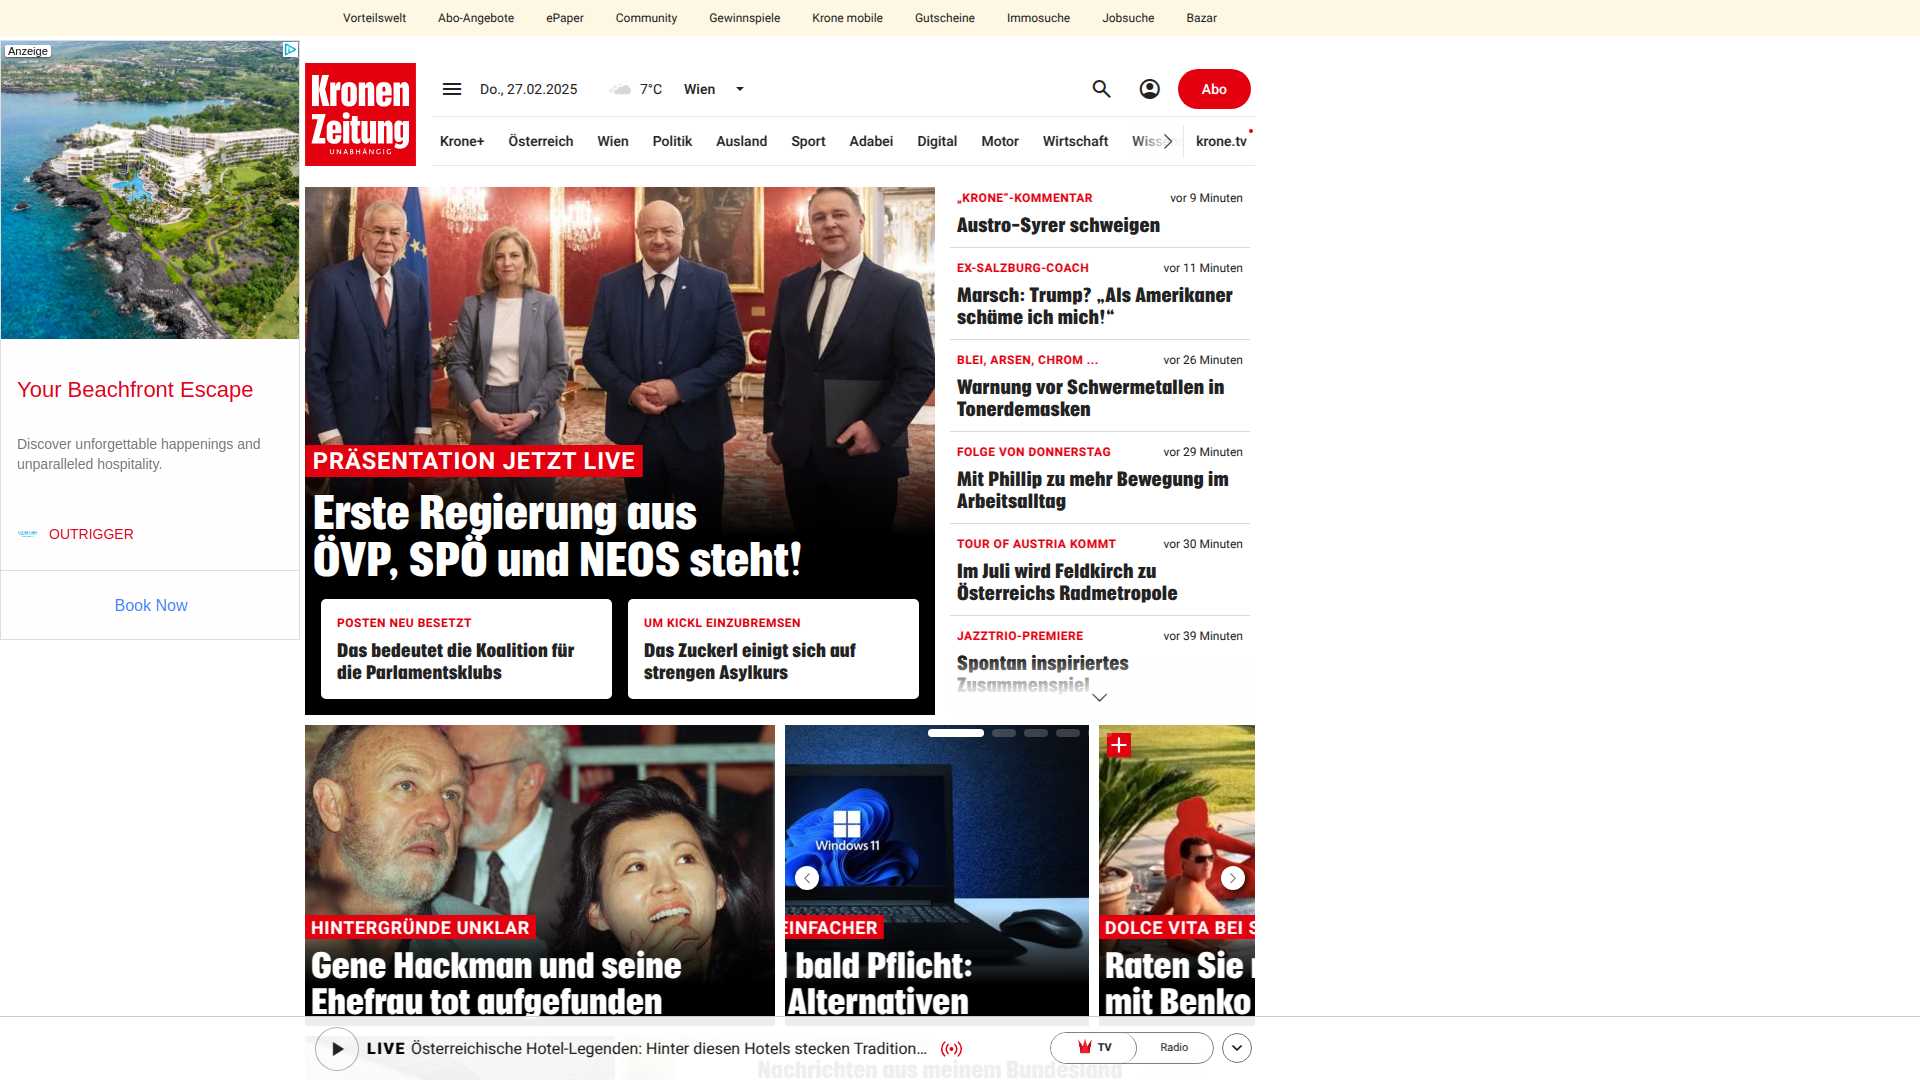 Vorteilswelt Abo-Angebote ePaper Community Gewinnspiele Krone mobile Gutscheine Immosuche Jobsuche Bazar
Anzeige
Your Beachfront Escape
Discover unforgettable happenings and
unparalleled hospitality.
OUTRIGGER
Book Now
Kronen
Zeitung
UNABHÄNGIG
Do., 27.02.2025 7°C Wien
Abo
Krone+ Österreich Wien Politik Ausland Sport Adabei Digital Motor Wirtschaft Wiss krone.tv
PRÄSENTATION JETZT LIVE
Erste Regierung aus
ÖVP, SPÖ und NEOS steht!
POSTEN NEU BESETZT
Das bedeutet die Koalition für
die Parlamentsklubs
UM KICKL EINZUBREMSEN
Das Zuckerl einigt sich auf
strengen Asylkurs
„KRONE“-KOMMENTAR vor 9 Minuten
Austro-Syrer schweigen
EX-SALZBURG-COACH vor 11 Minuten
Marsch: Trump? „Als Amerikaner
schäme ich mich!“
BLEI, ARSEN, CHROM ... vor 26 Minuten
Warnung vor Schwermetallen in
Tonerdemasken
FOLGE VON DONNERSTAG vor 29 Minuten
Mit Phillip zu mehr Bewegung im
Arbeitsalltag
TOUR OF AUSTRIA KOMMT vor 30 Minuten
Im Juli wird Feldkirch zu
Österreichs Radmetropole
JAZZTRIO-PREMIERE vor 39 Minuten
Spontan inspiriertes
Zusammenspiel
HINTERGRÜNDE UNKLAR
Gene Hackman und seine
Ehefrau tot aufgefunden
Windows 11
EINFACHER
bald Pflicht:
Alternativen
DOLCE VITA BEI S
Raten Sie
mit Benko
LIVE Österreichische Hotel-Legenden: Hinter diesen Hotels stecken Tradition...
TV Radio
Nachrichten aus meinem Bundesland